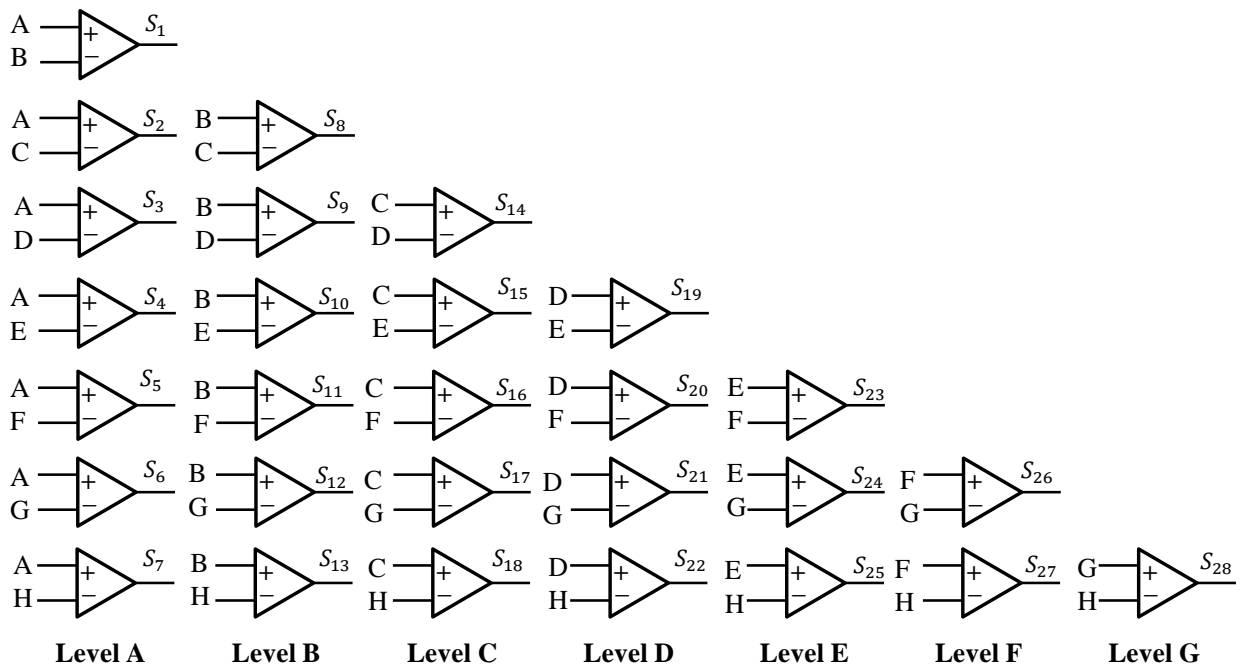 A + S₁
B −
A + S₂ B + S₈
C − C −
A + S₃ B + S₉ C + S₁₄
D − D − D −
A + S₄ B + S₁₀ C + S₁₅ D + S₁₉
E − E − E − E −
A + S₅ B + S₁₁ C + S₁₆ D + S₂₀ E + S₂₃
F − F − F − F − F −
A + S₆ B + S₁₂ C + S₁₇ D + S₂₁ E + S₂₄ F + S₂₆
G − G − G − G − G − G −
A + S₇ B + S₁₃ C + S₁₈ D + S₂₂ E + S₂₅ F + S₂₇ G + S₂₈
H − H − H − H − H − H − H −
Level A Level B Level C Level D Level E Level F Level G